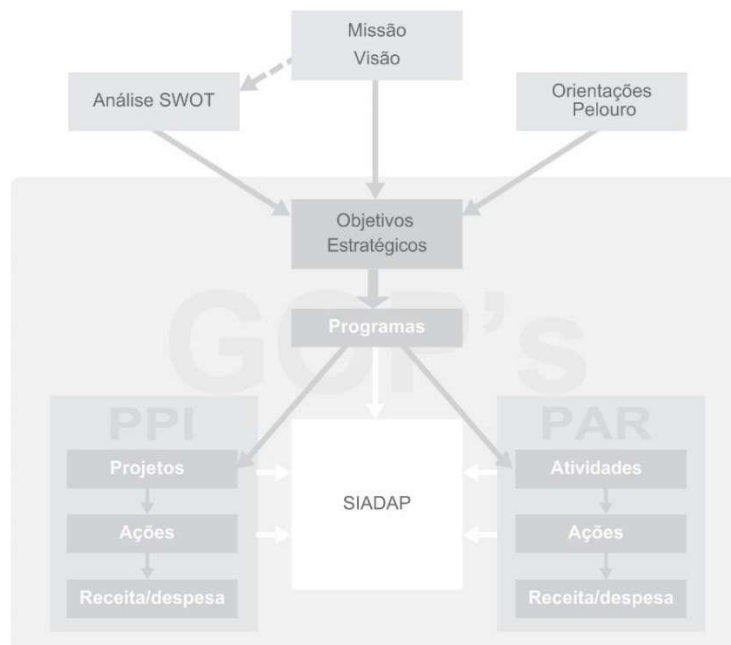 Missão
Visão
Análise SWOT
Orientações
Pelouro
Objetivos
Estratégicos
GOP's
Programas
PPI
PAR
Projetos
Atividades
SIADAP
Ações
Ações
Receita/despesa
Receita/despesa